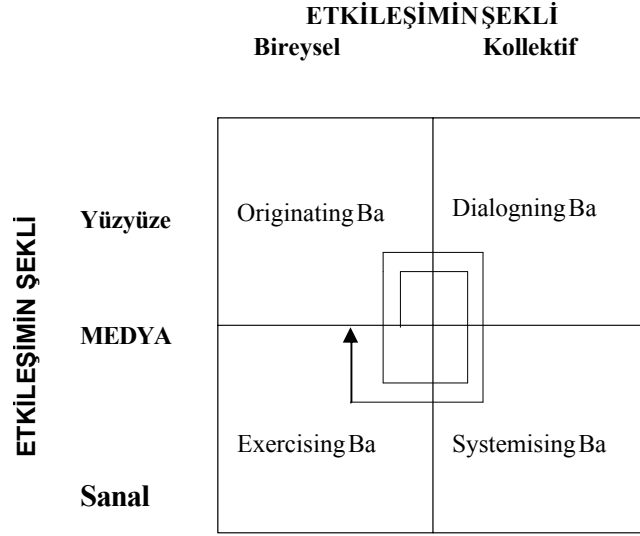 ETKİLEŞİMİN ŞEKLİ
Bireysel Kollektif
Yüzyüze
Originating Ba Dialogning Ba
ETKİLEŞİMİN ŞEKLİ
MEDYA
Exercising Ba Systemising Ba
Sanal